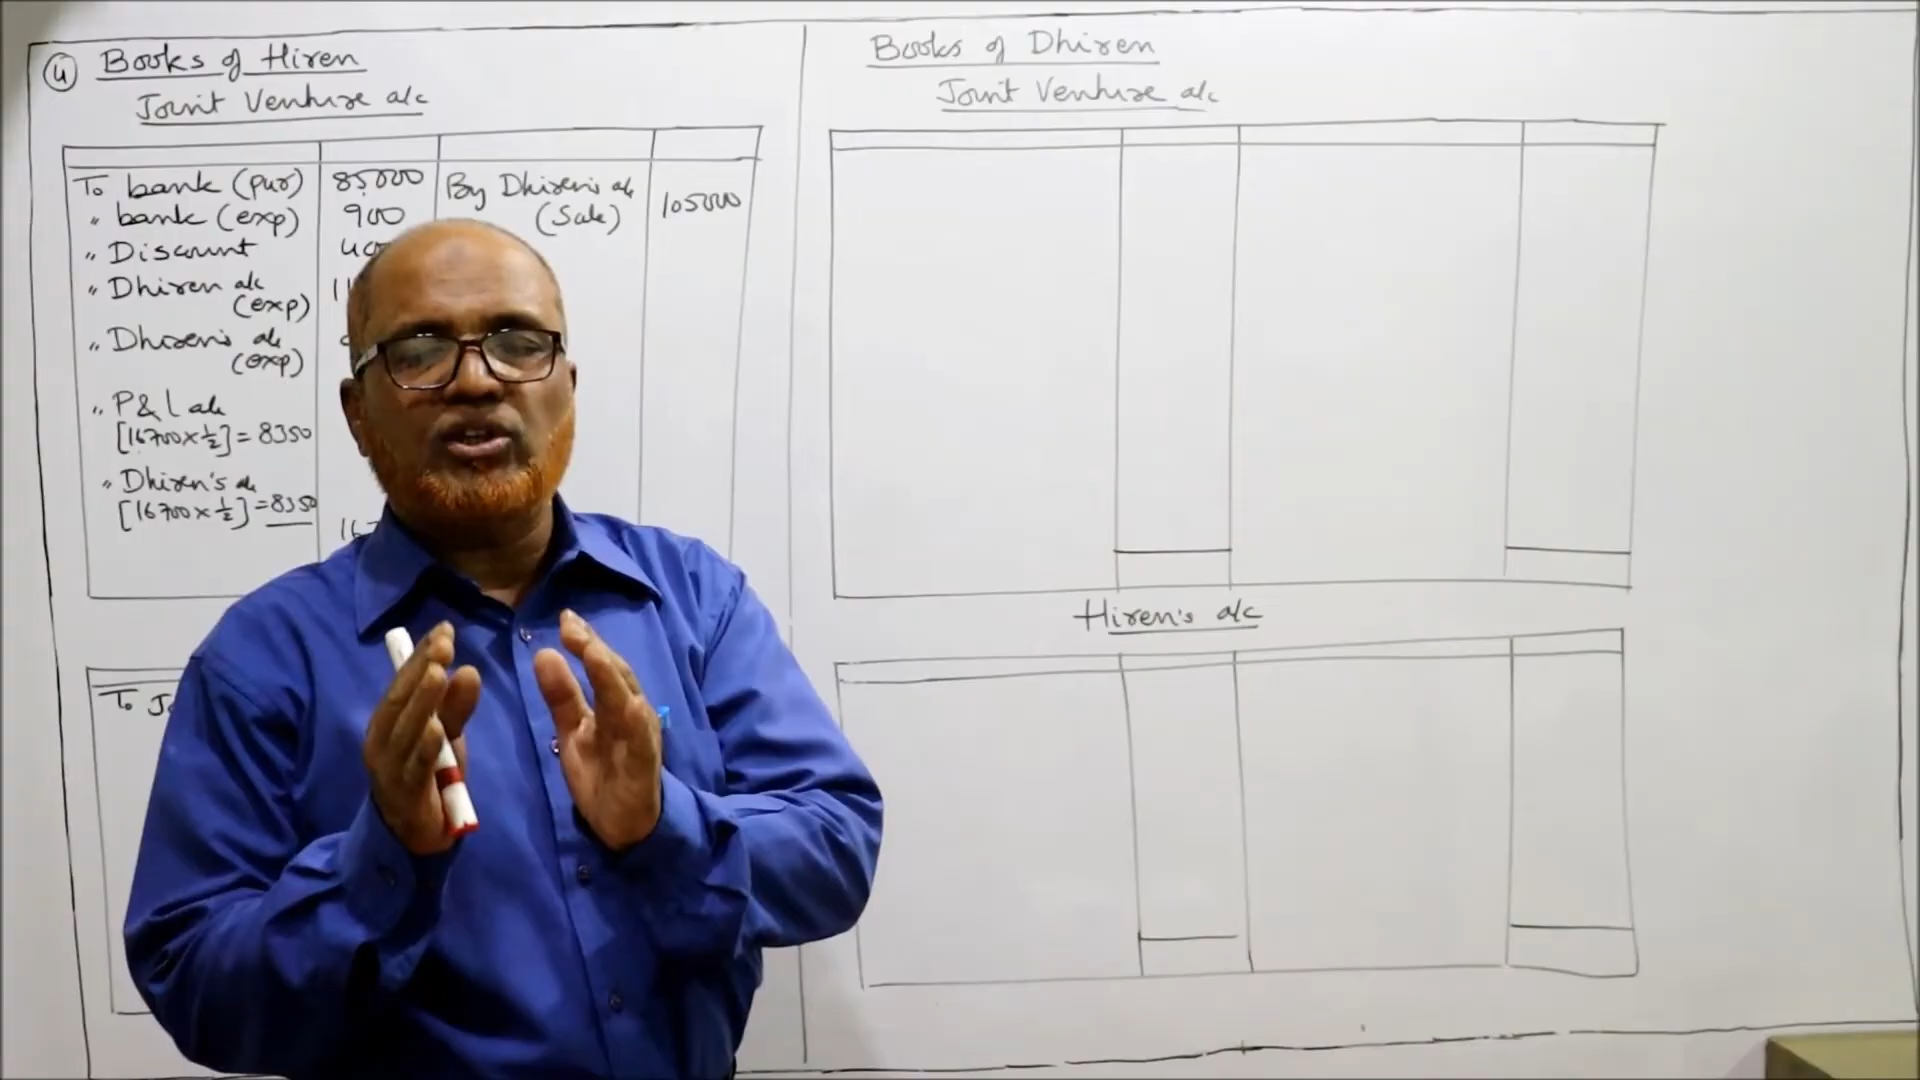 4 Books of Hiren
Joint Venture a/c
To bank (pur) 85000 By Dhiren's a/c
(Sale) 105000
" bank (exp) 900
" Discount
" Dhiren a/c
(exp)
" Dhiren's a/c
(exp)
" P & L a/c
[16700 x 1/2] = 8350
" Dhiren's a/c
[16700 x 1/2] = 8350
To
Books of Dhiren
Joint Venture a/c
Hiren's a/c